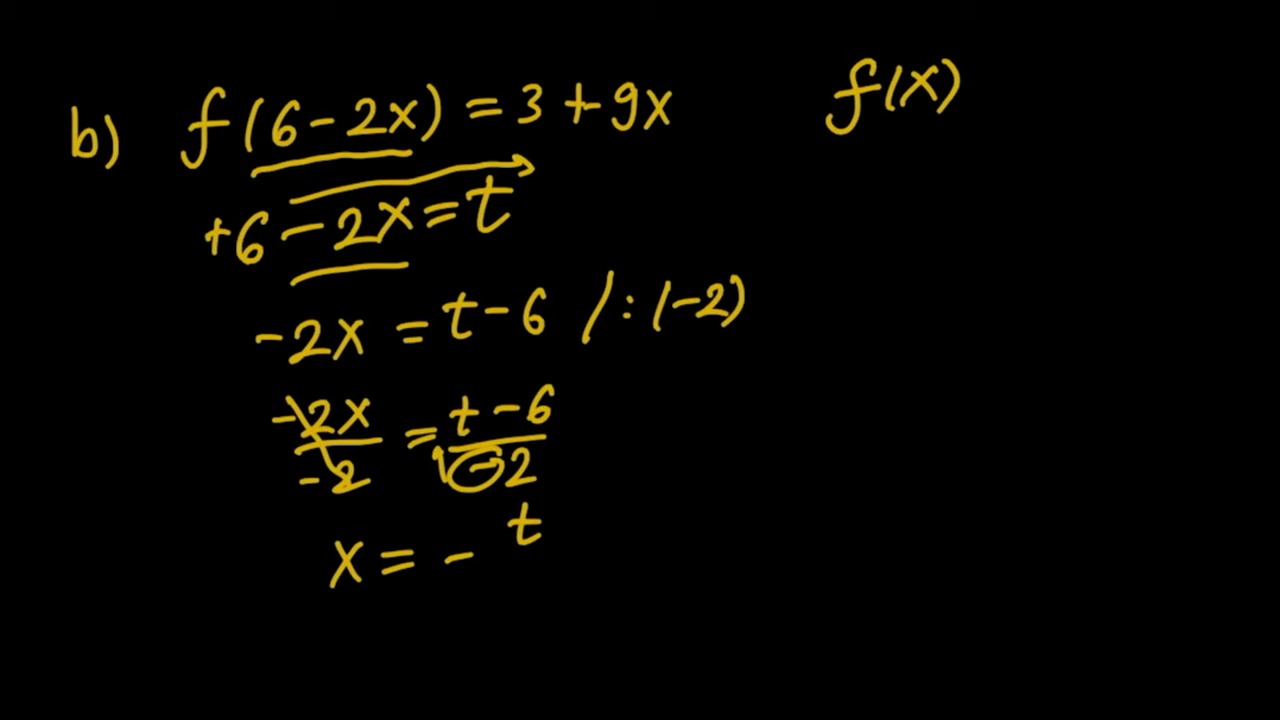 b) f(6-2x) = 3 + 9x f(x)
+6 - 2x = t
-2x = t - 6 / : (-2)
-2x/-2 = t-6/-2
x = - t